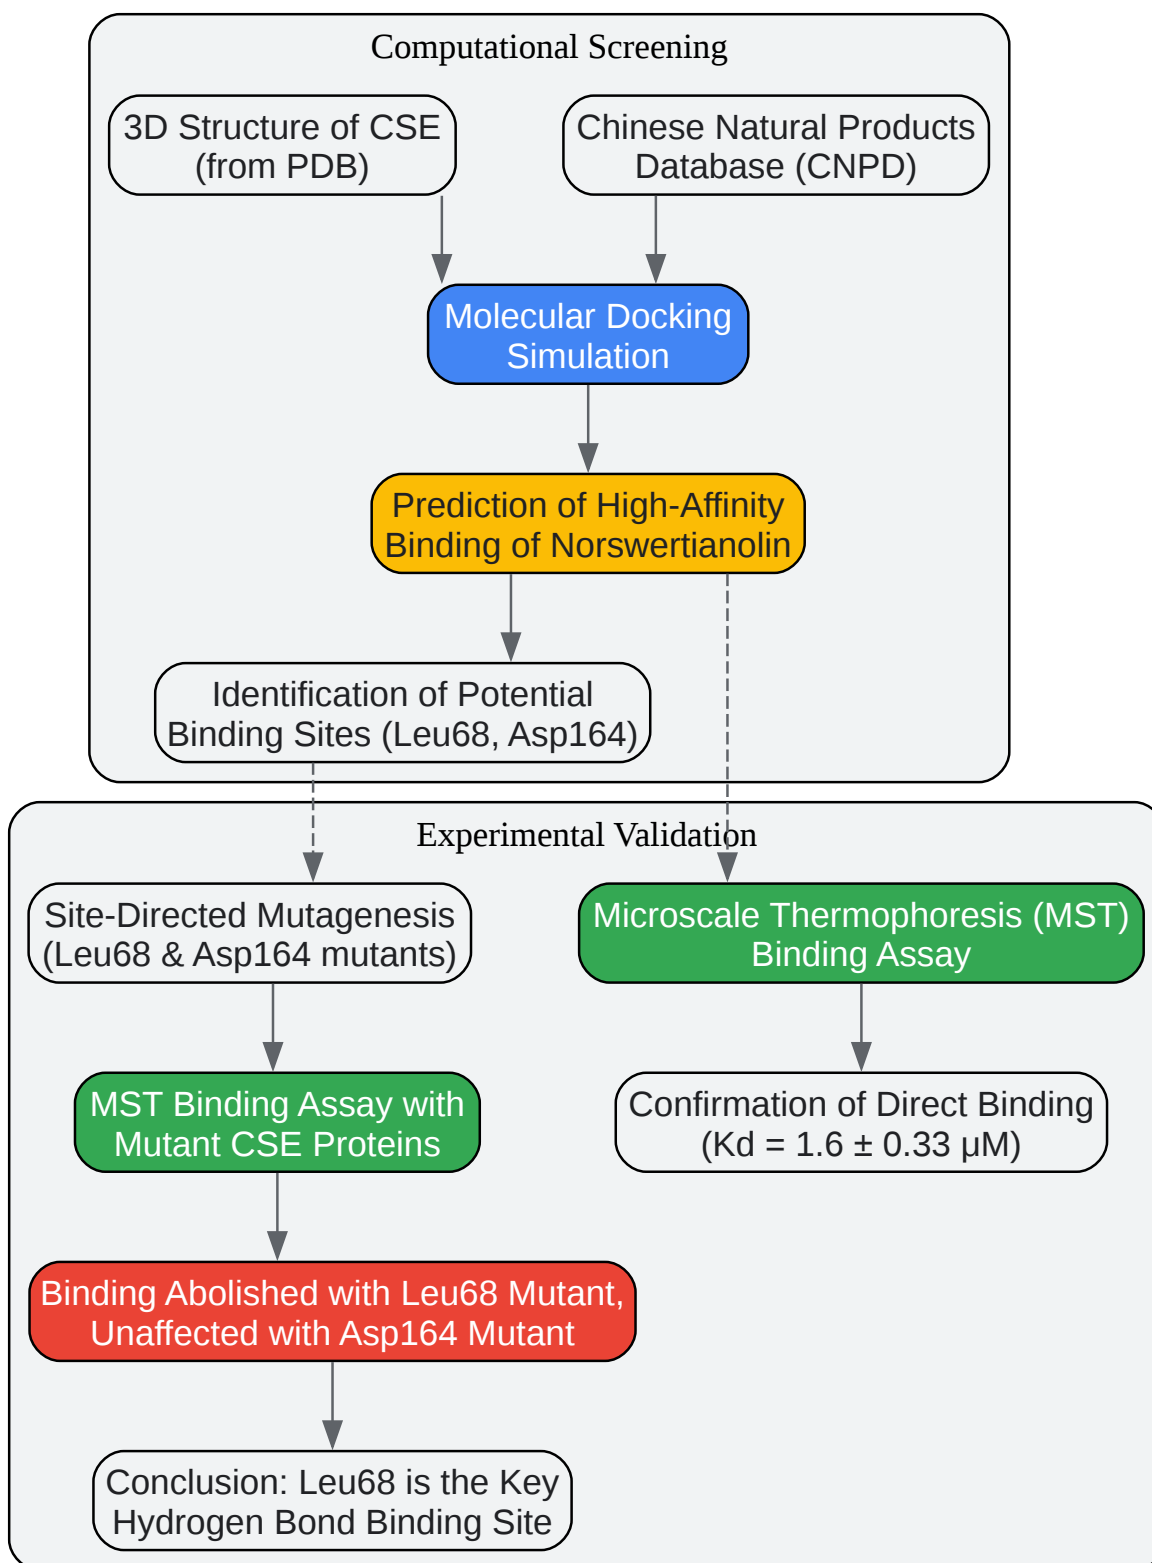 Computational Screening
3D Structure of CSE
(from PDB)
Chinese Natural Products
Database (CNPD)
Molecular Docking
Simulation
Prediction of High-Affinity
Binding of Norswertianolin
Identification of Potential
Binding Sites (Leu68, Asp164)
Experimental Validation
Site-Directed Mutagenesis
(Leu68 & Asp164 mutants)
Microscale Thermophoresis (MST)
Binding Assay
MST Binding Assay with
Mutant CSE Proteins
Confirmation of Direct Binding
(Kd = 1.6 ± 0.33 μM)
Binding Abolished with Leu68 Mutant,
Unaffected with Asp164 Mutant
Conclusion: Leu68 is the Key
Hydrogen Bond Binding Site